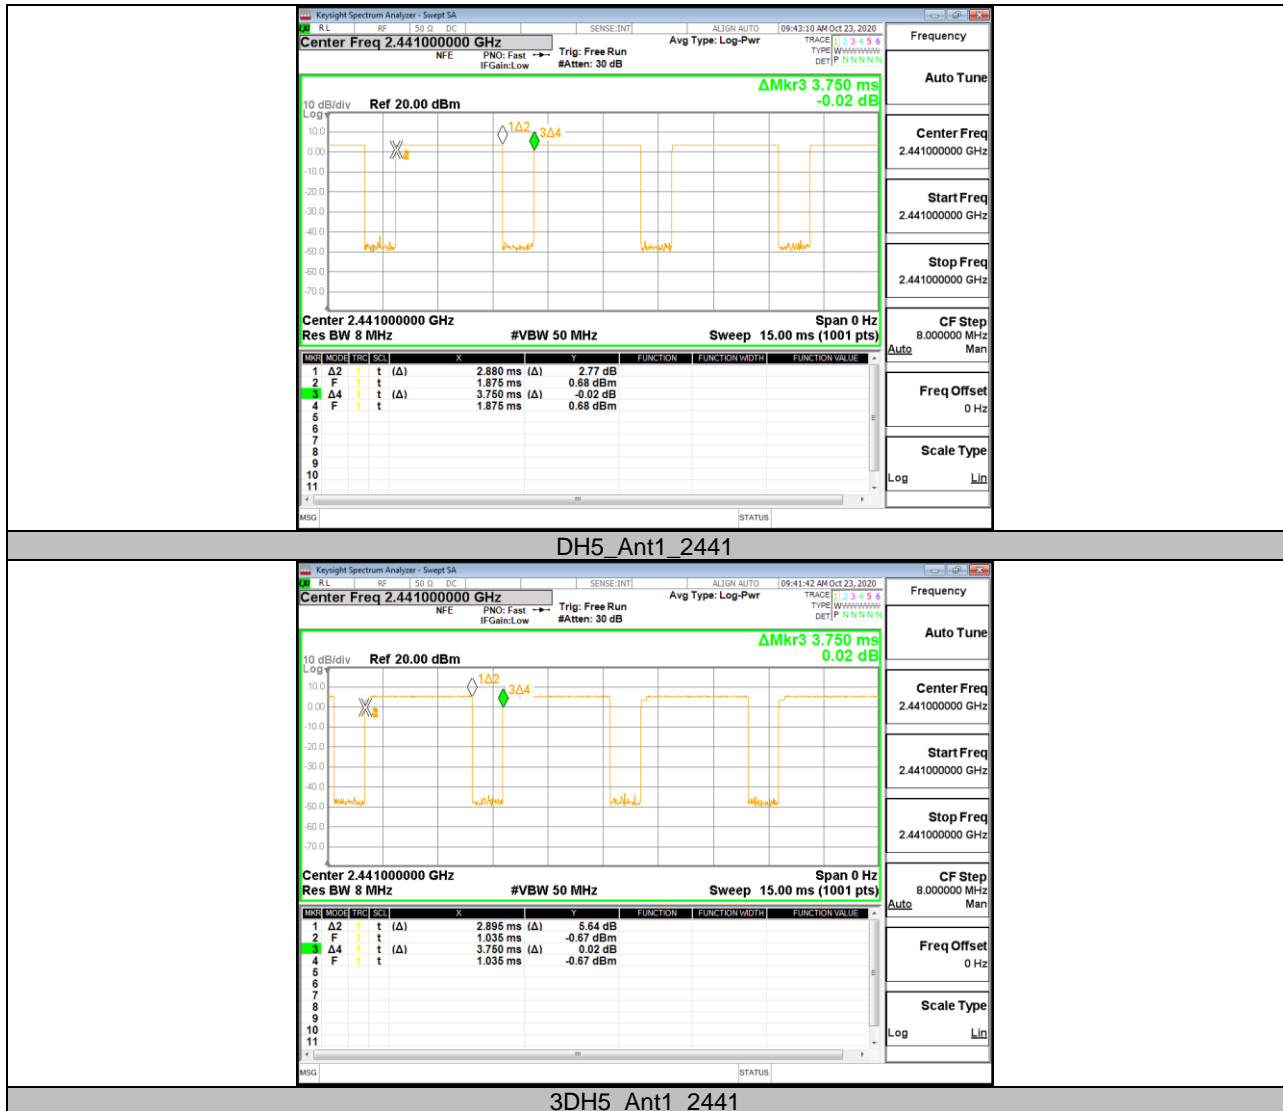 Keysight Spectrum Analyzer - Swept SA
RL RF 50 Ω DC SENSE:INT ALIGN AUTO 09:43:10 AM Oct 23, 2020
Center Freq 2.441000000 GHz Avg Type: Log-Pwr TRACE 1 2 3 4 5 6
NFE PNO: Fast Trig: Free Run TYPE WWWWWW
IFGain:Low #Atten: 30 dB DET P N N N N N
Frequency
Auto Tune
ΔMkr3 3.750 ms
-0.02 dB
10 dB/div Ref 20.00 dBm
Log
10.0
0.00
-10.0
-20.0
-30.0
-40.0
-50.0
-60.0
-70.0
1Δ2
3Δ4
Center Freq
2.441000000 GHz
Start Freq
2.441000000 GHz
Stop Freq
2.441000000 GHz
Center 2.441000000 GHz Span 0 Hz
Res BW 8 MHz #VBW 50 MHz Sweep 15.00 ms (1001 pts)
CF Step
8.000000 MHz
Auto Man
MKR MODE TRC SCL X Y FUNCTION FUNCTION WIDTH FUNCTION VALUE
1 Δ2 1 t (Δ) 2.880 ms (Δ) 2.77 dB
2 F 1 t 1.875 ms 0.68 dBm
3 Δ4 1 t (Δ) 3.750 ms (Δ) -0.02 dB
4 F 1 t 1.875 ms 0.68 dBm
5
6
7
8
9
10
11
Freq Offset
0 Hz
Scale Type
Log Lin
MSG STATUS
DH5_Ant1_2441
Keysight Spectrum Analyzer - Swept SA
RL RF 50 Ω DC SENSE:INT ALIGN AUTO 09:41:42 AM Oct 23, 2020
Center Freq 2.441000000 GHz Avg Type: Log-Pwr TRACE 1 2 3 4 5 6
NFE PNO: Fast Trig: Free Run TYPE WWWWWW
IFGain:Low #Atten: 30 dB DET P N N N N N
Frequency
Auto Tune
ΔMkr3 3.750 ms
0.02 dB
10 dB/div Ref 20.00 dBm
Log
10.0
0.00
-10.0
-20.0
-30.0
-40.0
-50.0
-60.0
-70.0
1Δ2
3Δ4
Center Freq
2.441000000 GHz
Start Freq
2.441000000 GHz
Stop Freq
2.441000000 GHz
Center 2.441000000 GHz Span 0 Hz
Res BW 8 MHz #VBW 50 MHz Sweep 15.00 ms (1001 pts)
CF Step
8.000000 MHz
Auto Man
MKR MODE TRC SCL X Y FUNCTION FUNCTION WIDTH FUNCTION VALUE
1 Δ2 1 t (Δ) 2.895 ms (Δ) 5.64 dB
2 F 1 t 1.035 ms -0.67 dBm
3 Δ4 1 t (Δ) 3.750 ms (Δ) 0.02 dB
4 F 1 t 1.035 ms -0.67 dBm
5
6
7
8
9
10
11
Freq Offset
0 Hz
Scale Type
Log Lin
MSG STATUS
3DH5_Ant1_2441